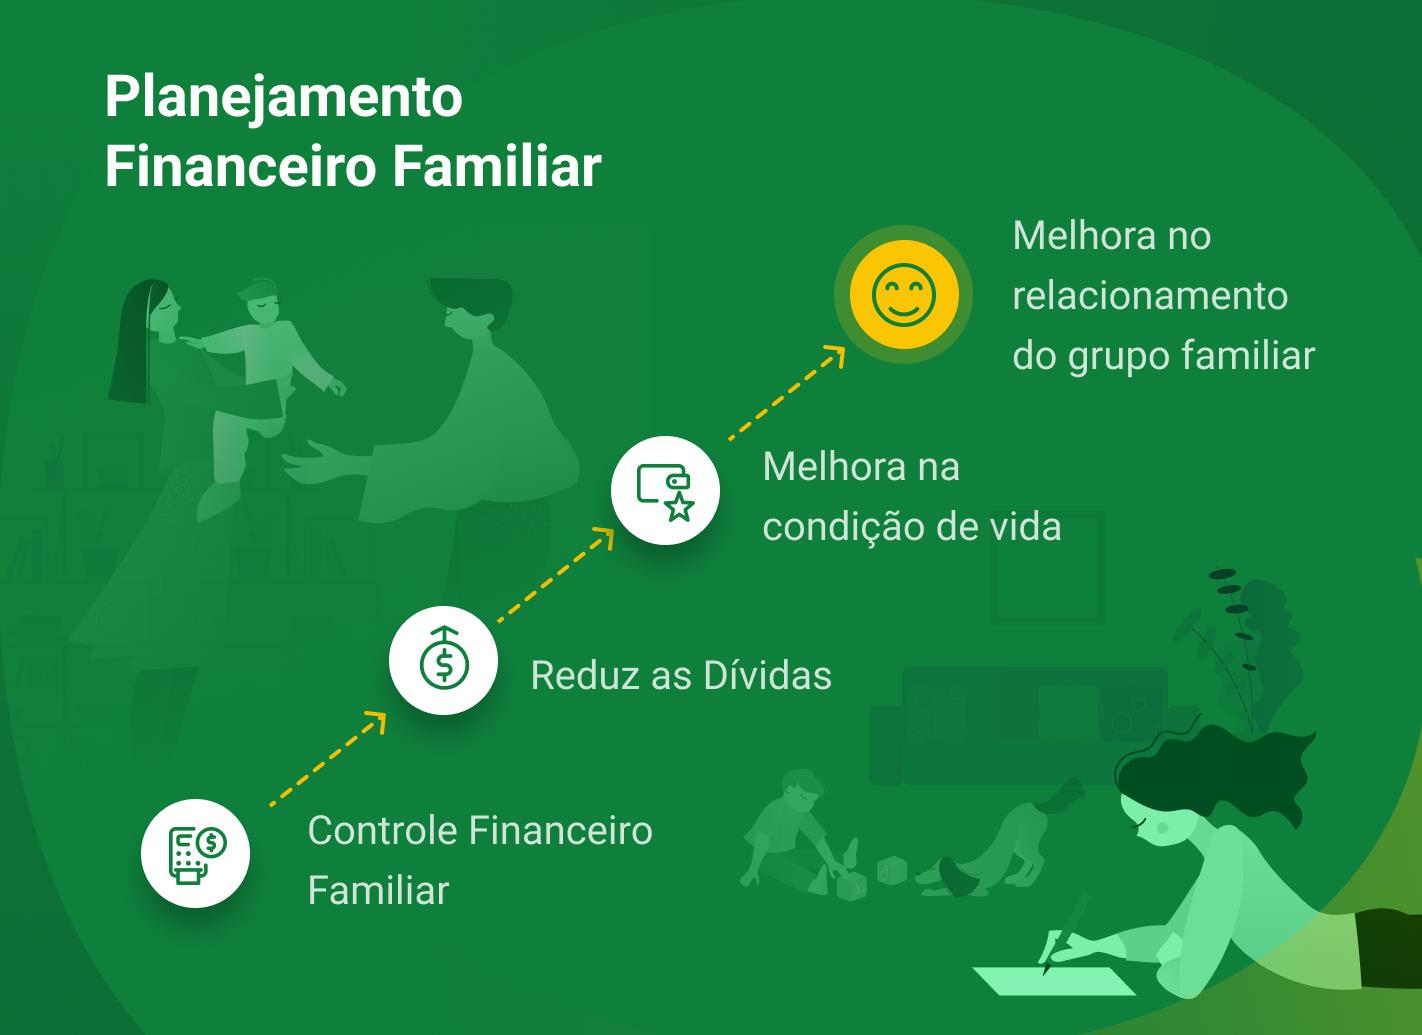 Planejamento
Financeiro Familiar
Melhora no
relacionamento
do grupo familiar
Melhora na
condição de vida
Reduz as Dívidas
Controle Financeiro
Familiar